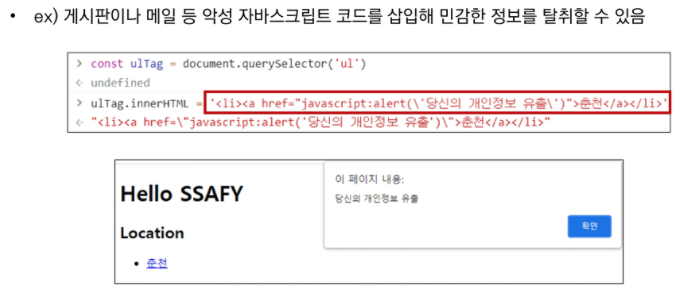 • ex) 게시판이나 메일 등 악성 자바스크립트 코드를 삽입해 민감한 정보를 탈취할 수 있음
> const ulTag = document.querySelector('ul')
<· undefined
> ulTag.innerHTML = '<li><a href="javascript:alert(\'당신의 개인정보 유출\')">춘천</a></li>'
<· "<li><a href=\"javascript:alert('당신의 개인정보 유출')\">춘천</a></li>"
이 페이지 내용:
당신의 개인정보 유출
확인
Hello SSAFY
Location
• 춘천